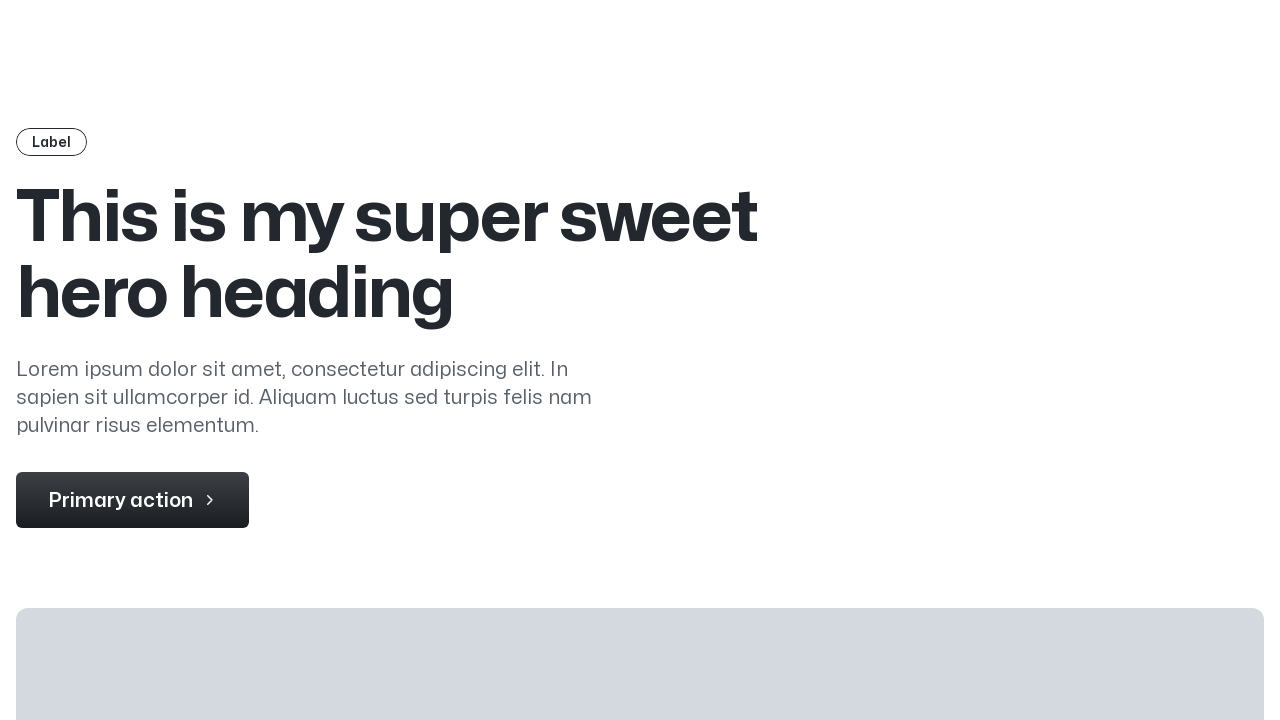 Label
This is my super sweet
hero heading
Lorem ipsum dolor sit amet, consectetur adipiscing elit. In
sapien sit ullamcorper id. Aliquam luctus sed turpis felis nam
pulvinar risus elementum.
Primary action